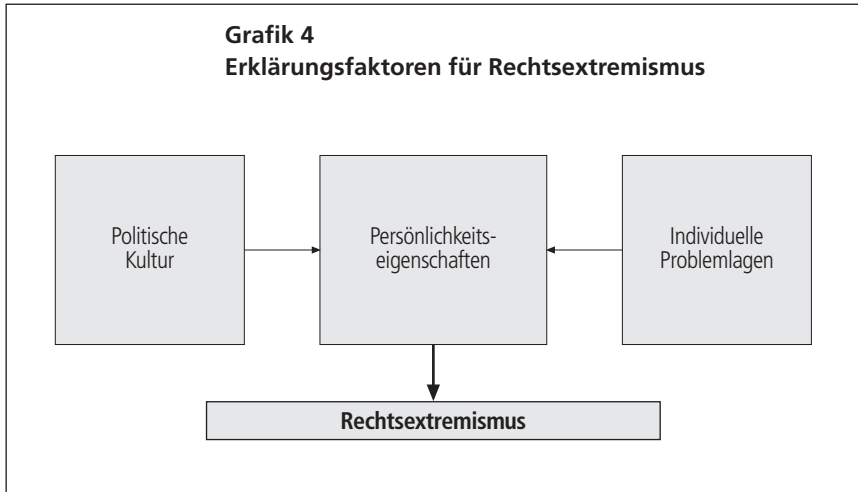 Grafik 4
Erklärungsfaktoren für Rechtsextremismus
Politische
Kultur
Persönlichkeits-
eigenschaften
Individuelle
Problemlagen
Rechtsextremismus